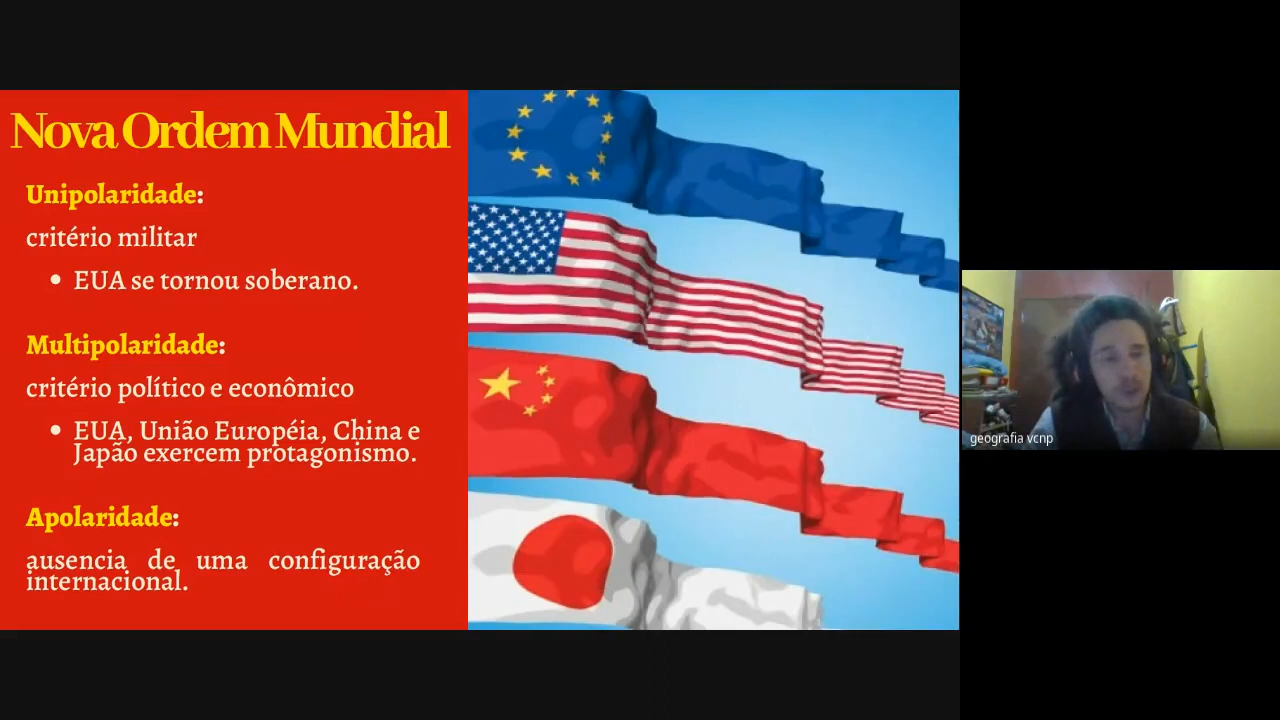 Nova Ordem Mundial
Unipolaridade:
critério militar
• EUA se tornou soberano.
Multipolaridade:
critério político e econômico
• EUA, União Européia, China e
Japão exercem protagonismo.
Apolaridade:
ausencia de uma configuração
internacional.
geografia vcnp